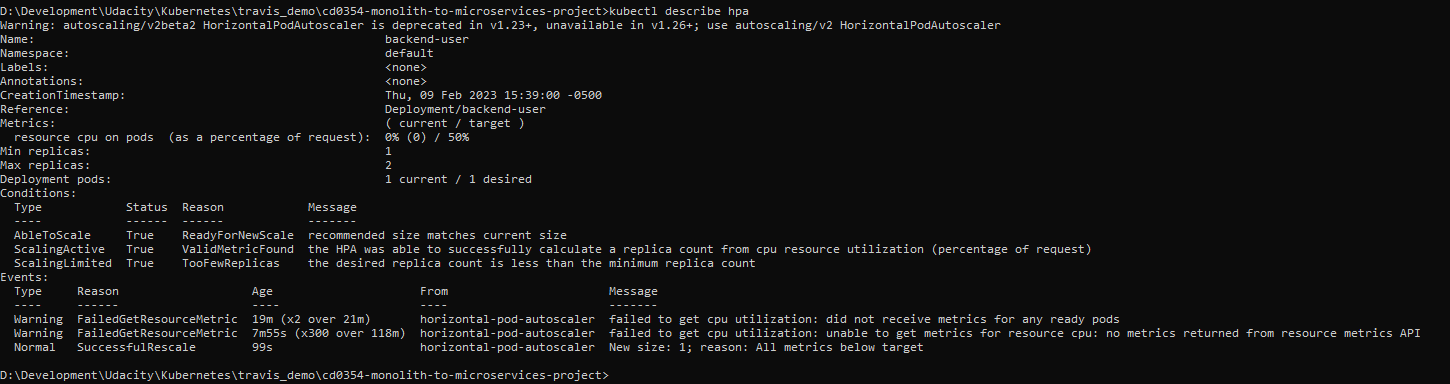 D:\Development\Udacity\Kubernetes\travis_demo\cd0354-monolith-to-microservices-project>kubectl describe hpa
Warning: autoscaling/v2beta2 HorizontalPodAutoscaler is deprecated in v1.23+, unavailable in v1.26+; use autoscaling/v2 HorizontalPodAutoscaler
Name: backend-user
Namespace: default
Labels: <none>
Annotations: <none>
CreationTimestamp: Thu, 09 Feb 2023 15:39:00 -0500
Reference: Deployment/backend-user
Metrics: ( current / target )
resource cpu on pods (as a percentage of request): 0% (0) / 50%
Min replicas: 1
Max replicas: 2
Deployment pods: 1 current / 1 desired
Conditions:
Type Status Reason Message
---- ------ ------ -------
AbleToScale True ReadyForNewScale recommended size matches current size
ScalingActive True ValidMetricFound the HPA was able to successfully calculate a replica count from cpu resource utilization (percentage of request)
ScalingLimited True TooFewReplicas the desired replica count is less than the minimum replica count
Events:
Type Reason Age From Message
---- ------ ---- ---- -------
Warning FailedGetResourceMetric 19m (x2 over 21m) horizontal-pod-autoscaler failed to get cpu utilization: did not receive metrics for any ready pods
Warning FailedGetResourceMetric 7m55s (x300 over 118m) horizontal-pod-autoscaler failed to get cpu utilization: unable to get metrics for resource cpu: no metrics returned from resource metrics API
Normal SuccessfulRescale 99s horizontal-pod-autoscaler New size: 1; reason: All metrics below target
D:\Development\Udacity\Kubernetes\travis_demo\cd0354-monolith-to-microservices-project>